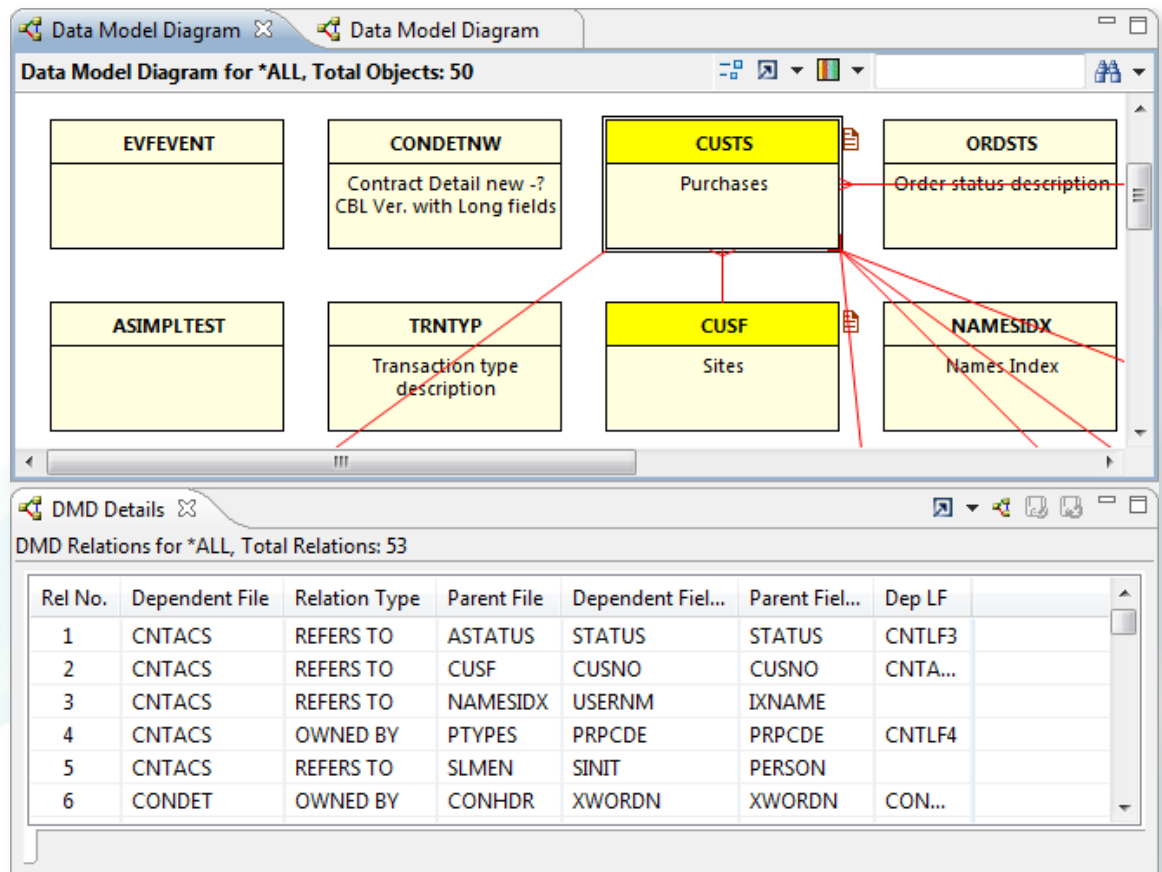 Data Model Diagram Data Model Diagram
Data Model Diagram for *ALL, Total Objects: 50
EVFEVENT CONDETNW CUSTS ORDSTS
Contract Detail new -? Purchases Order status description
CBL Ver. with Long fields
ASIMPLTEST TRNTYP CUSF NAMESIDX
Transaction type Sites Names Index
description
DMD Details
DMD Relations for *ALL, Total Relations: 53
Rel No. Dependent File Relation Type Parent File Dependent Fiel... Parent Fiel... Dep LF
1 CNTACS REFERS TO ASTATUS STATUS STATUS CNTLF3
2 CNTACS REFERS TO CUSF CUSNO CUSNO CNTA...
3 CNTACS REFERS TO NAMESIDX USERNM IXNAME
4 CNTACS OWNED BY PTYPES PRPCDE PRPCDE CNTLF4
5 CNTACS REFERS TO SLMEN SINIT PERSON
6 CONDET OWNED BY CONHDR XWORDN XWORDN CON...